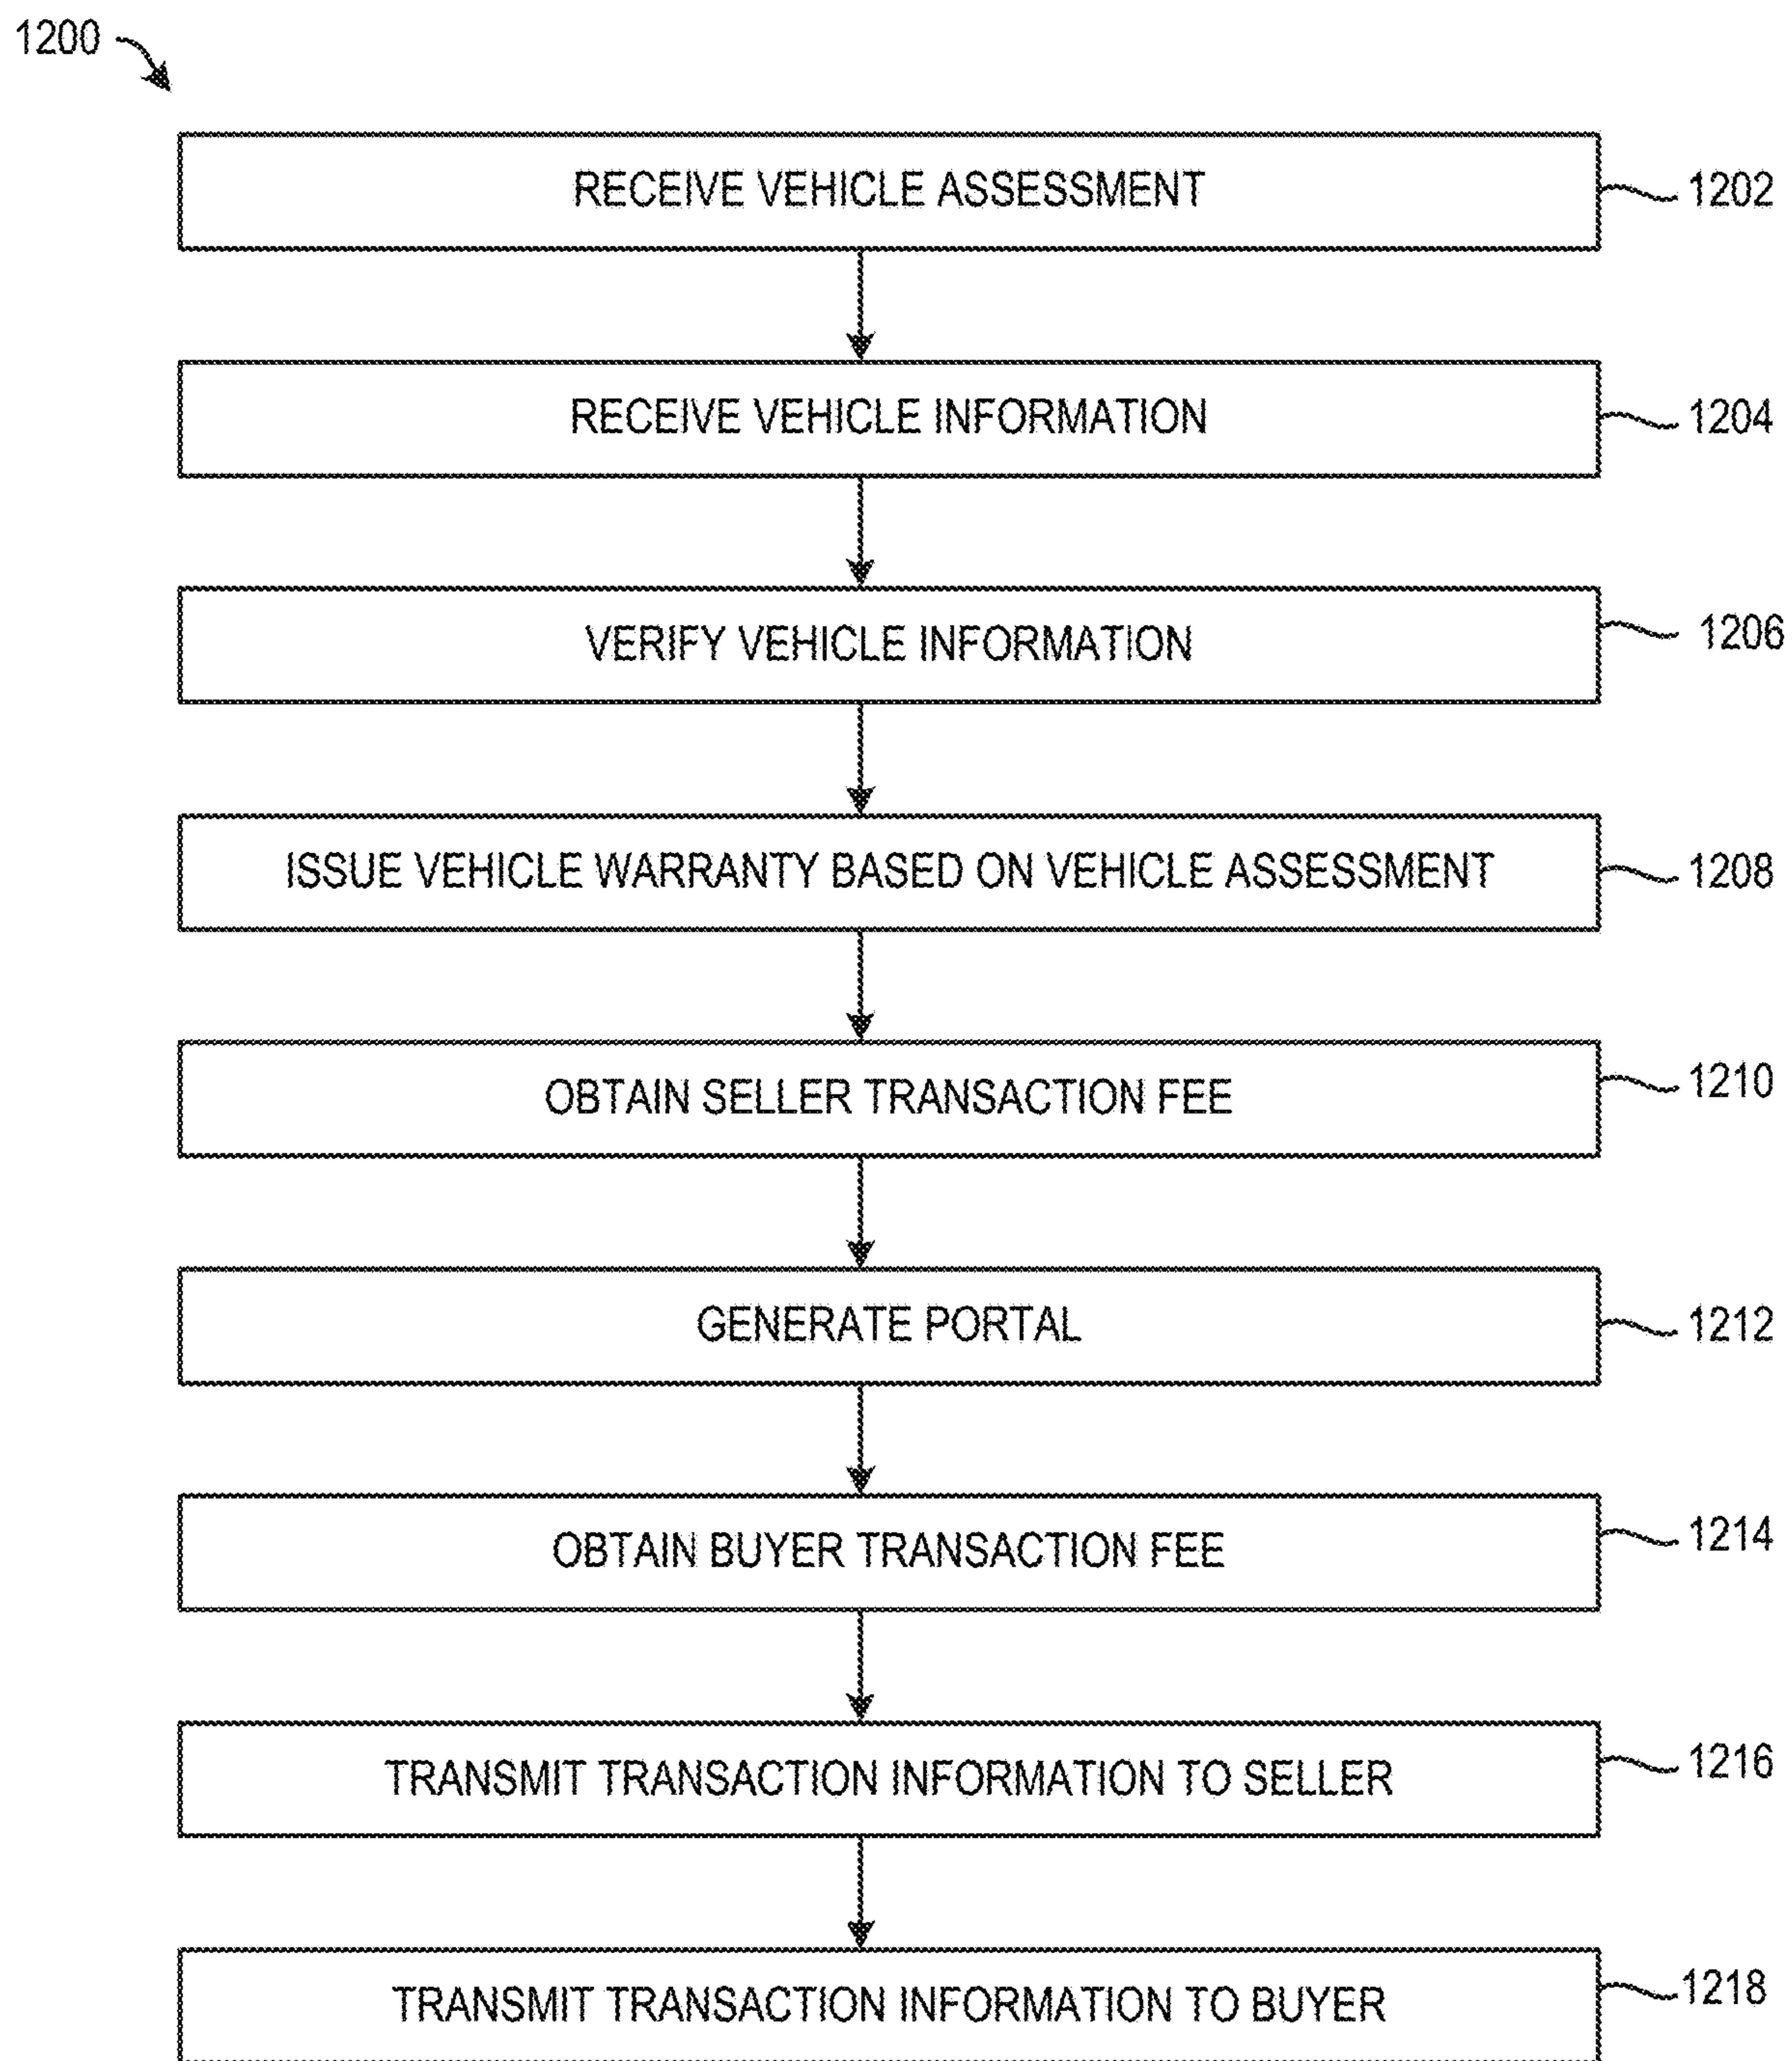 1200
RECEIVE VEHICLE ASSESSMENT 1202
RECEIVE VEHICLE INFORMATION 1204
VERIFY VEHICLE INFORMATION 1206
ISSUE VEHICLE WARRANTY BASED ON VEHICLE ASSESSMENT 1208
OBTAIN SELLER TRANSACTION FEE 1210
GENERATE PORTAL 1212
OBTAIN BUYER TRANSACTION FEE 1214
TRANSMIT TRANSACTION INFORMATION TO SELLER 1216
TRANSMIT TRANSACTION INFORMATION TO BUYER 1218